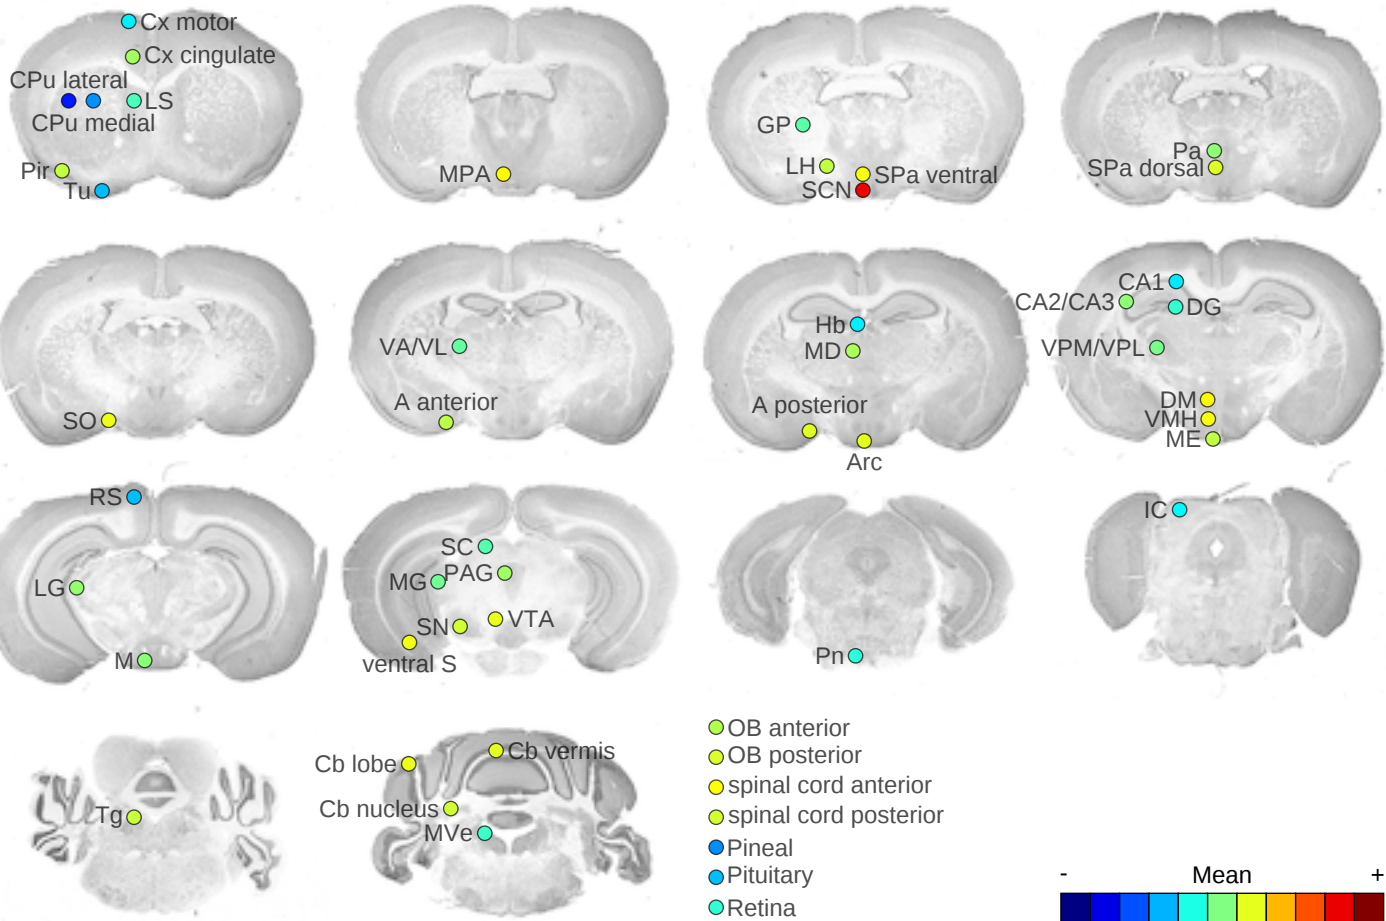 Cx motor
Cx cingulate
CPu lateral
LS
CPu medial
Pir
Tu
MPA
GP
LH
SPa ventral
SCN
Pa
SPa dorsal
SO
VA/VL
A anterior
Hb
MD
A posterior
Arc
CA1
CA2/CA3
DG
VPM/VPL
DM
VMH
ME
RS
LG
M
SC
MG
PAG
SN
VTA
ventral S
Pn
IC
Tg
Cb lobe
Cb vermis
Cb nucleus
MVe
OB anterior
OB posterior
spinal cord anterior
spinal cord posterior
Pineal
Pituitary
Retina
- Mean +